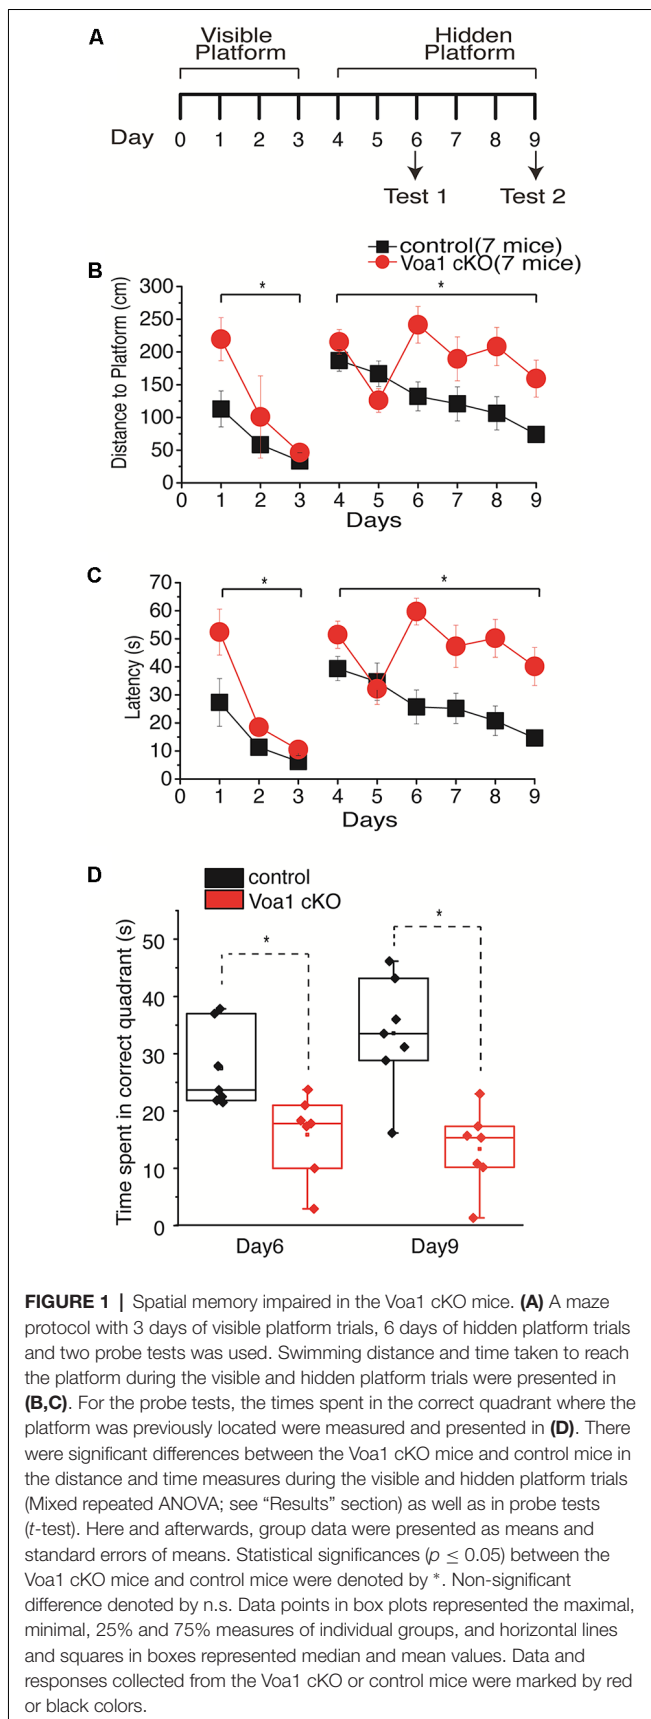 A
Visible
Platform
Hidden
Platform
Day 0 1 2 3 4 5 6 7 8 9
Test 1 Test 2
control(7 mice)
Voa1 cKO(7 mice)
B
Distance to Platform (cm)
300
250
200
150
100
50
0
* *
0 1 2 3 4 5 6 7 8 9
Days
C
Latency (s)
70
60
50
40
30
20
10
0
* *
0 1 2 3 4 5 6 7 8 9
Days
D
control
Voa1 cKO
Time spent in correct quadrant (s)
50
40
30
20
10
0
* *
Day6 Day9
FIGURE 1 | Spatial memory impaired in the Voa1 cKO mice. (A) A maze
protocol with 3 days of visible platform trials, 6 days of hidden platform trials
and two probe tests was used. Swimming distance and time taken to reach
the platform during the visible and hidden platform trials were presented in
(B,C). For the probe tests, the times spent in the correct quadrant where the
platform was previously located were measured and presented in (D). There
were significant differences between the Voa1 cKO mice and control mice in
the distance and time measures during the visible and hidden platform trials
(Mixed repeated ANOVA; see “Results” section) as well as in probe tests
(t-test). Here and afterwards, group data were presented as means and
standard errors of means. Statistical significances (p ≤ 0.05) between the
Voa1 cKO mice and control mice were denoted by *. Non-significant
difference denoted by n.s. Data points in box plots represented the maximal,
minimal, 25% and 75% measures of individual groups, and horizontal lines
and squares in boxes represented median and mean values. Data and
responses collected from the Voa1 cKO or control mice were marked by red
or black colors.